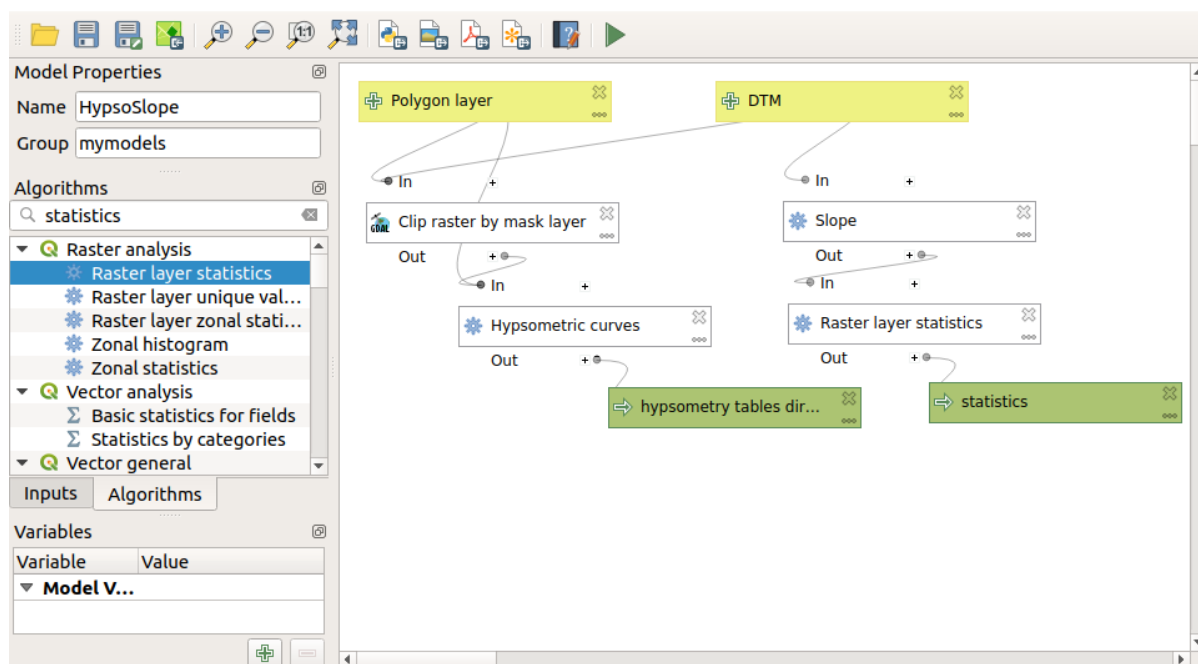 1:1
Model Properties
Name HypsoSlope
Group mymodels
Algorithms
statistics
Raster analysis
Raster layer statistics
Raster layer unique val...
Raster layer zonal stati...
Zonal histogram
Zonal statistics
Vector analysis
Basic statistics for fields
Statistics by categories
Vector general
Inputs Algorithms
Variables
Variable Value
Model V...
Polygon layer
DTM
In
In
GDAL Clip raster by mask layer
Slope
Out
Out
In
In
Hypsometric curves
Raster layer statistics
Out
Out
hypsometry tables dir...
statistics